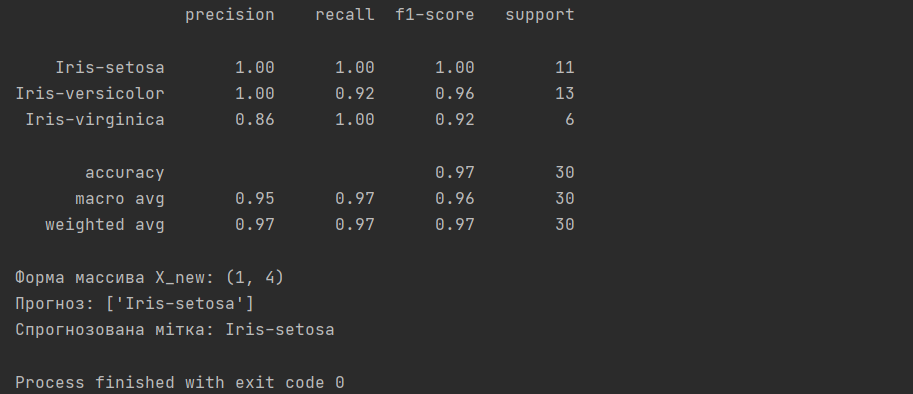 precision recall f1-score support
Iris-setosa 1.00 1.00 1.00 11
Iris-versicolor 1.00 0.92 0.96 13
Iris-virginica 0.86 1.00 0.92 6
accuracy 0.97 30
macro avg 0.95 0.97 0.96 30
weighted avg 0.97 0.97 0.97 30
Форма массива X_new: (1, 4)
Прогноз: ['Iris-setosa']
Спрогнозована мітка: Iris-setosa
Process finished with exit code 0